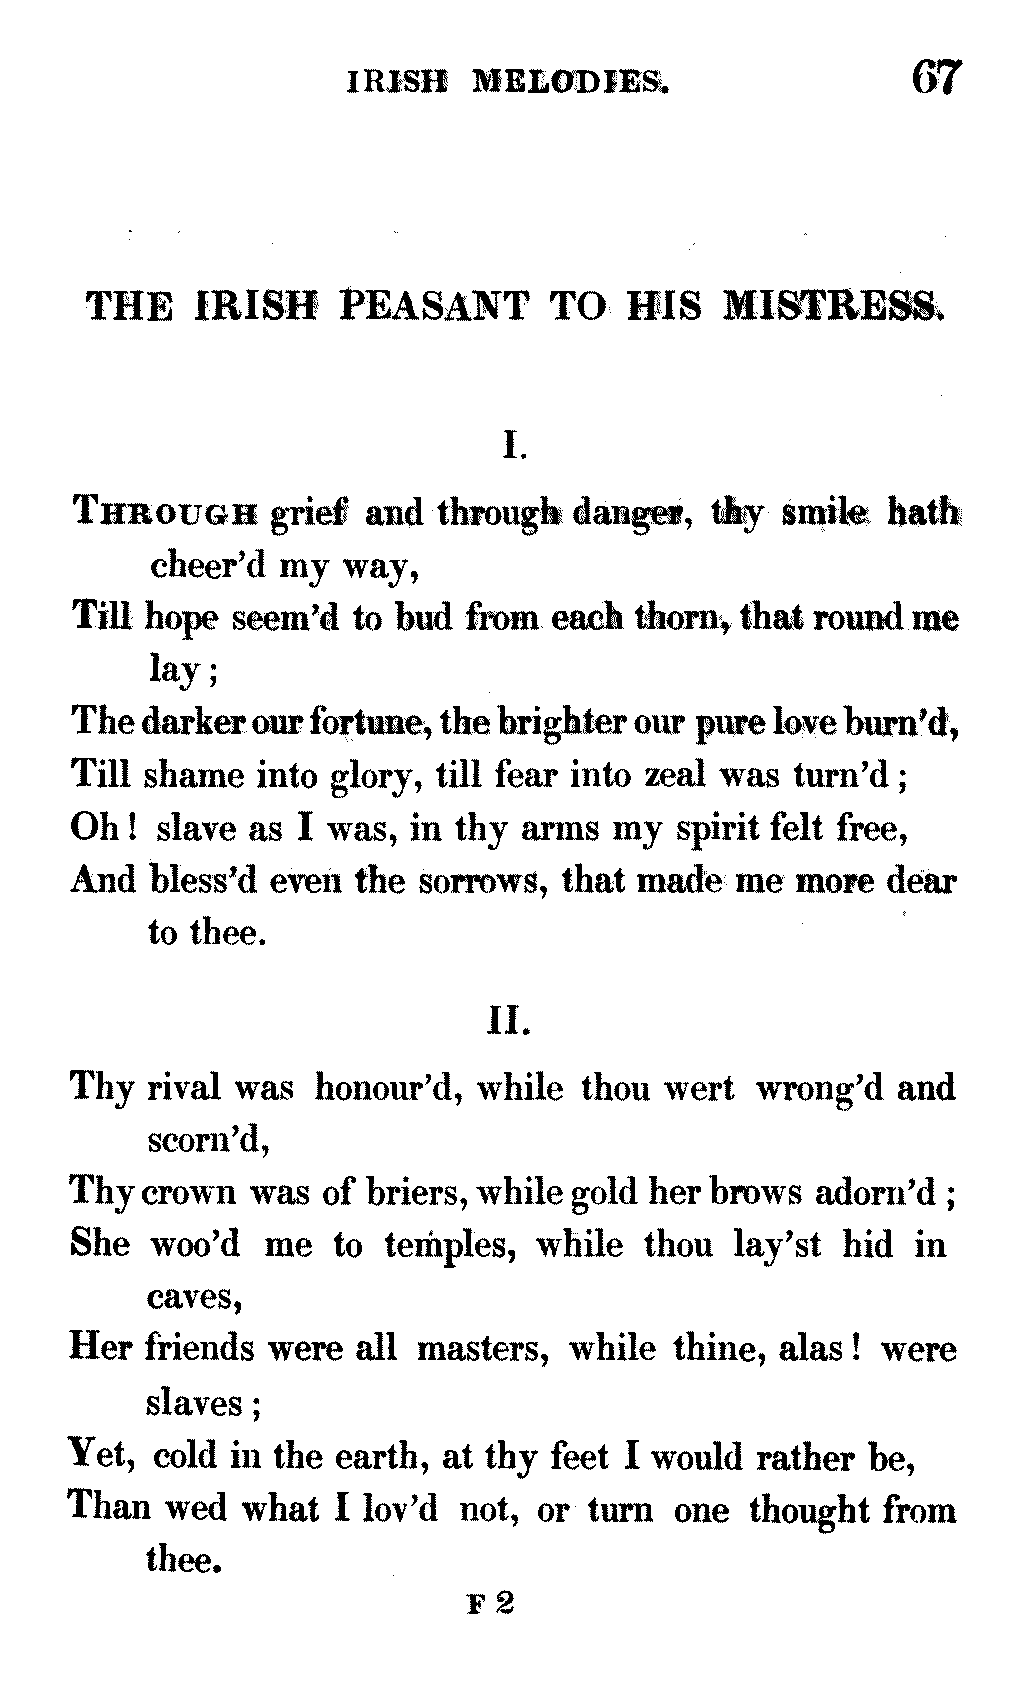 IRISH MELODIES. 67
THE IRISH PEASANT TO HIS MISTRESS.
I.
THROUGH grief and through danger, thy smile hath
cheer'd my way,
Till hope seem'd to bud from each thorn, that round me
lay ;
The darker our fortune, the brighter our pure love burn'd,
Till shame into glory, till fear into zeal was turn'd ;
Oh ! slave as I was, in thy arms my spirit felt free,
And bless'd even the sorrows, that made me more dear
to thee.
II.
Thy rival was honour'd, while thou wert wrong'd and
scorn'd,
Thy crown was of briers, while gold her brows adorn'd ;
She woo'd me to temples, while thou lay'st hid in
caves,
Her friends were all masters, while thine, alas ! were
slaves ;
Yet, cold in the earth, at thy feet I would rather be,
Than wed what I lov'd not, or turn one thought from
thee.
F 2